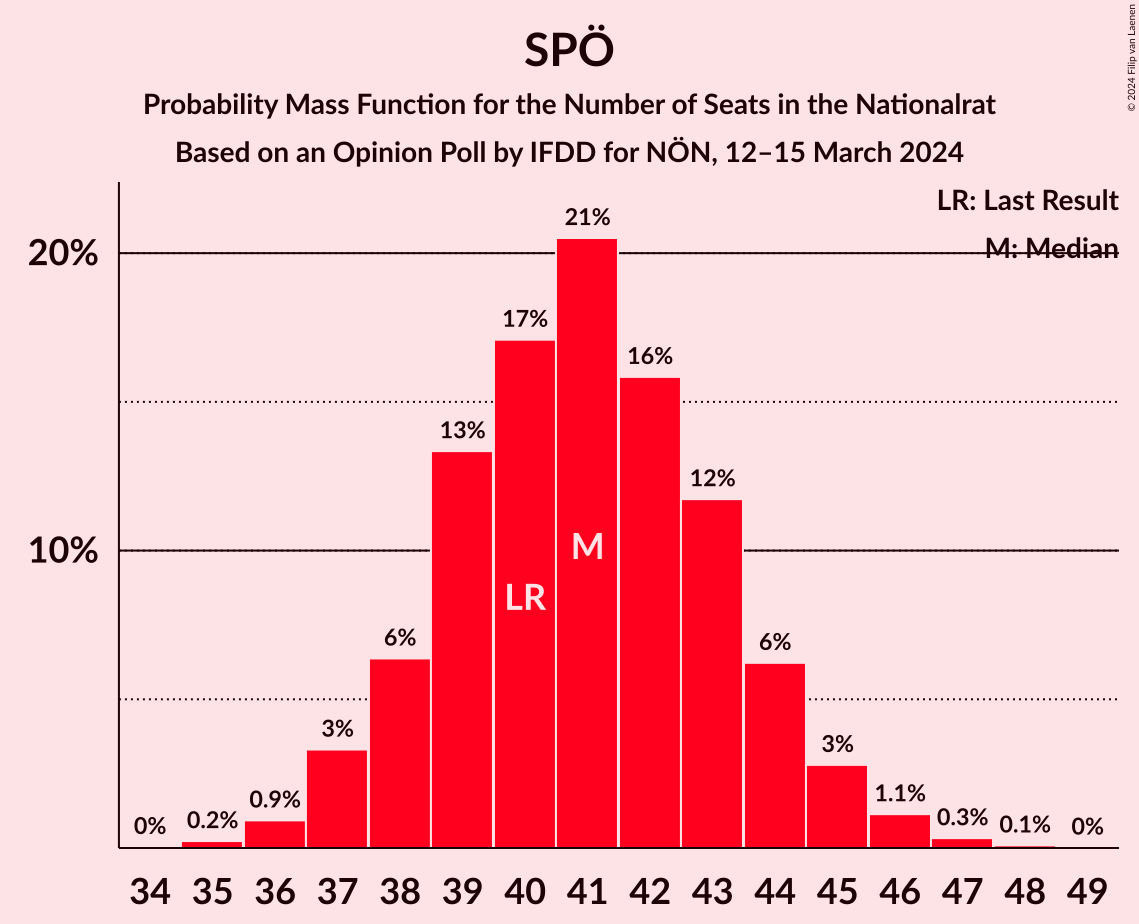 SPÖ
Probability Mass Function for the Number of Seats in the Nationalrat
Based on an Opinion Poll by IFDD for NÖN, 12–15 March 2024
© 2024 Filip van Laenen
LR: Last Result
M: Median
20%
10%
0%
0.2%
0.9%
3%
6%
13%
17%
21%
16%
12%
6%
3%
1.1%
0.3%
0.1%
0%
LR
M
34 35 36 37 38 39 40 41 42 43 44 45 46 47 48 49